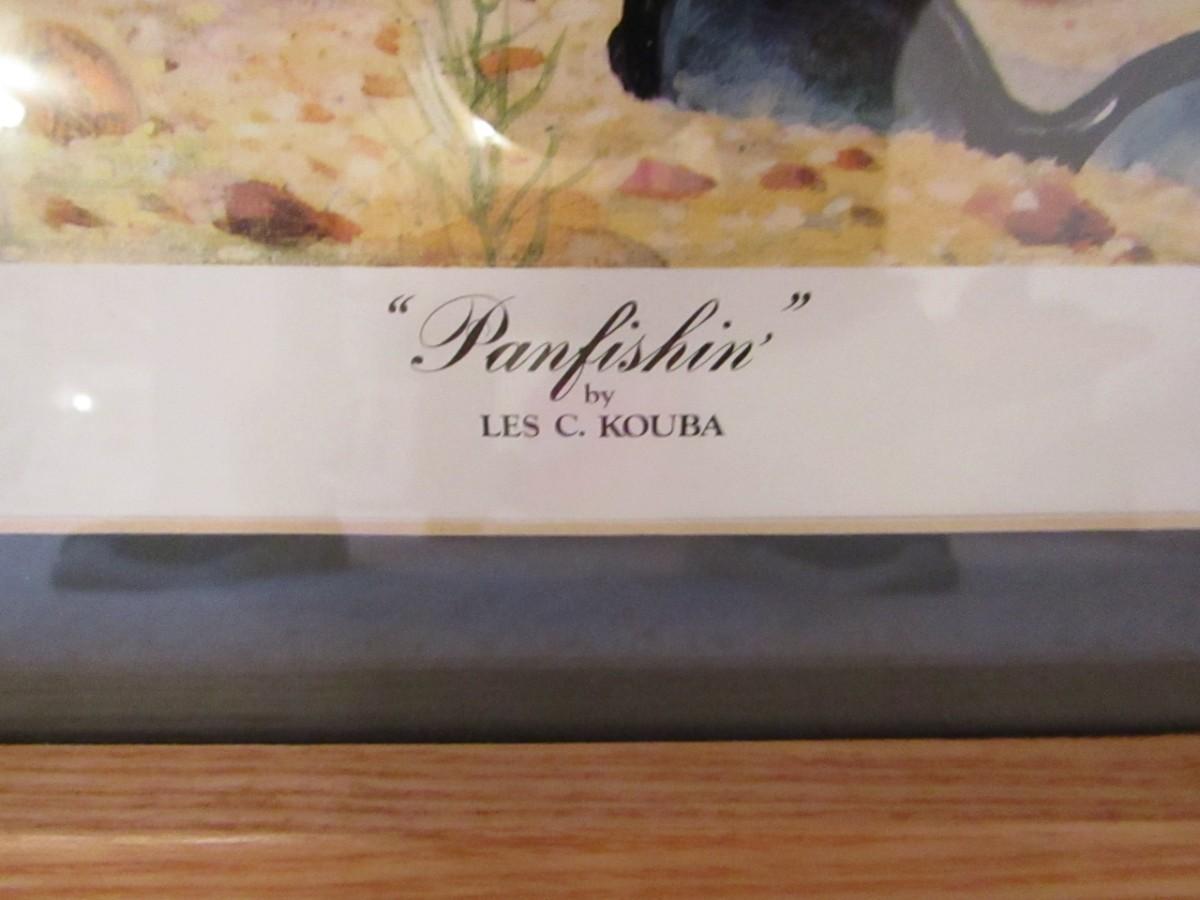 “Panfishin’”
by
LES C. KOUBA